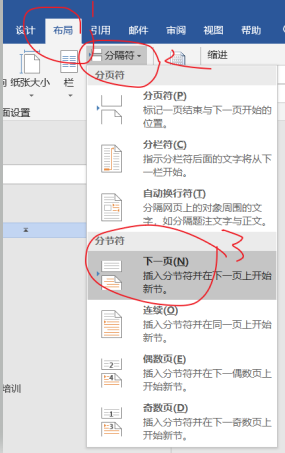 设计 布局 引用 邮件 审阅 视图 帮助
分隔符 2 缩进
向 纸张大小 栏
面设置
分页符
分页符(P)
标记一页结束与下一页开始的
位置。
分栏符(C)
指示分栏符后面的文字将从下
一栏开始。
自动换行符(T)
分隔网页上的对象周围的文
字，如分隔题注文字与正文。
分节符
3
下一页(N)
插入分节符并在下一页上开始
新节。
连续(O)
插入分节符并在同一页上开始
新节。
偶数页(E)
插入分节符并在下一偶数页上
开始新节。
奇数页(D)
插入分节符并在下一奇数页上
开始新节。
培训